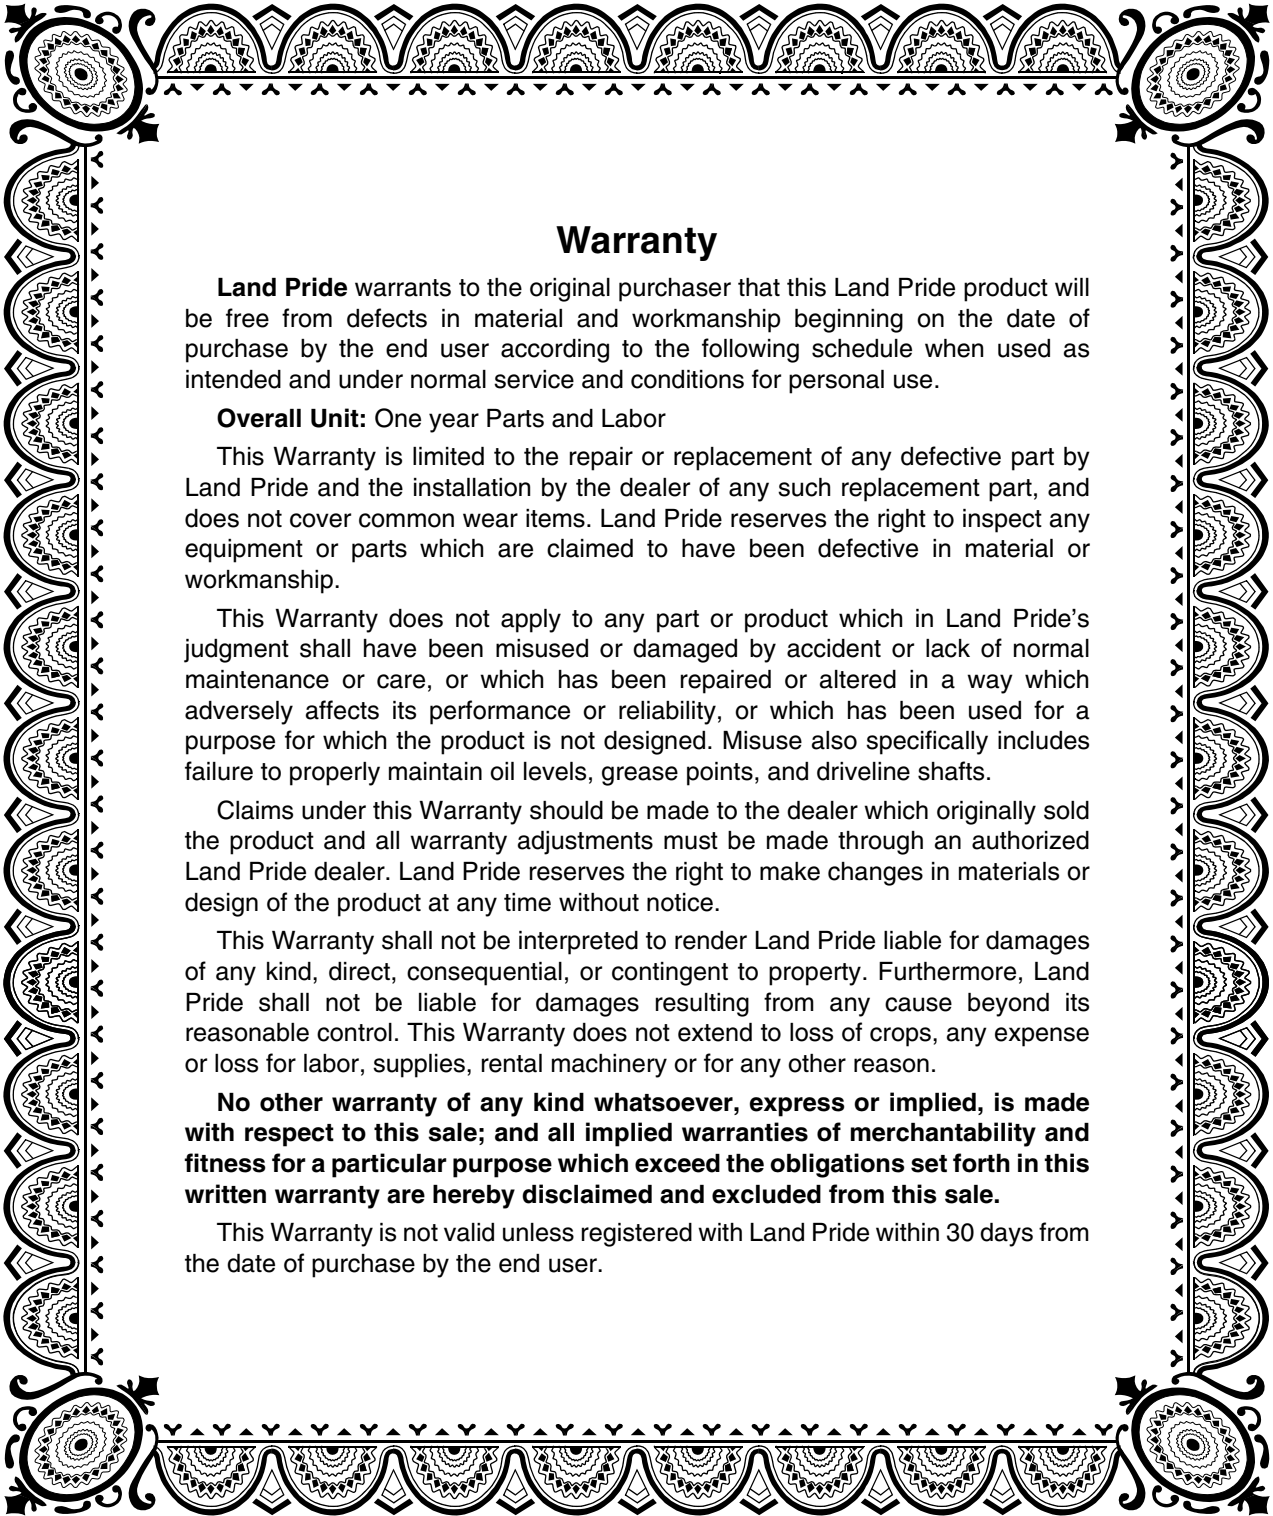 Warranty
Land Pride warrants to the original purchaser that this Land Pride product will
be free from defects in material and workmanship beginning on the date of
purchase by the end user according to the following schedule when used as
intended and under normal service and conditions for personal use.
Overall Unit: One year Parts and Labor
This Warranty is limited to the repair or replacement of any defective part by
Land Pride and the installation by the dealer of any such replacement part, and
does not cover common wear items. Land Pride reserves the right to inspect any
equipment or parts which are claimed to have been defective in material or
workmanship.
This Warranty does not apply to any part or product which in Land Pride’s
judgment shall have been misused or damaged by accident or lack of normal
maintenance or care, or which has been repaired or altered in a way which
adversely affects its performance or reliability, or which has been used for a
purpose for which the product is not designed. Misuse also specifically includes
failure to properly maintain oil levels, grease points, and driveline shafts.
Claims under this Warranty should be made to the dealer which originally sold
the product and all warranty adjustments must be made through an authorized
Land Pride dealer. Land Pride reserves the right to make changes in materials or
design of the product at any time without notice.
This Warranty shall not be interpreted to render Land Pride liable for damages
of any kind, direct, consequential, or contingent to property. Furthermore, Land
Pride shall not be liable for damages resulting from any cause beyond its
reasonable control. This Warranty does not extend to loss of crops, any expense
or loss for labor, supplies, rental machinery or for any other reason.
No other warranty of any kind whatsoever, express or implied, is made
with respect to this sale; and all implied warranties of merchantability and
fitness for a particular purpose which exceed the obligations set forth in this
written warranty are hereby disclaimed and excluded from this sale.
This Warranty is not valid unless registered with Land Pride within 30 days from
the date of purchase by the end user.